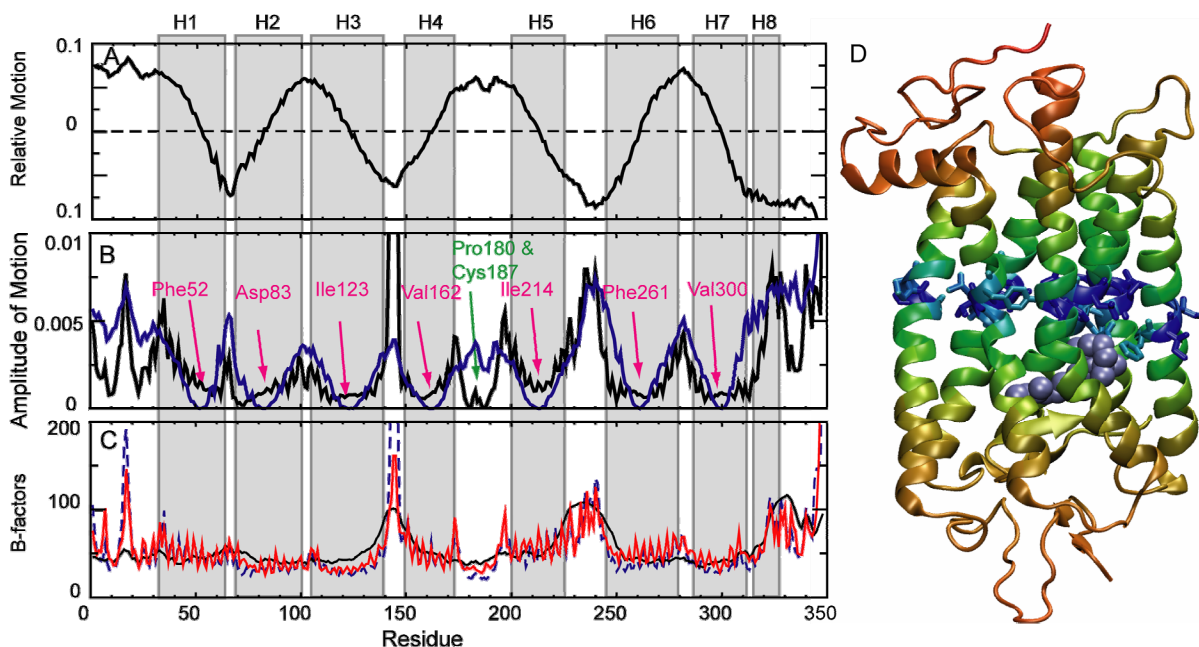 H1 H2 H3 H4 H5 H6 H7 H8
A
Relative Motion
0.1
0
0.1
B
Amplitude of Motion
0.01
0.005
0
Phe52
Asp83
Ile123
Val162
Pro180 &
Cys187
Ile214
Phe261
Val300
C
B-factors
200
100
0
0 50 100 150 200 250 300 350
Residue
D